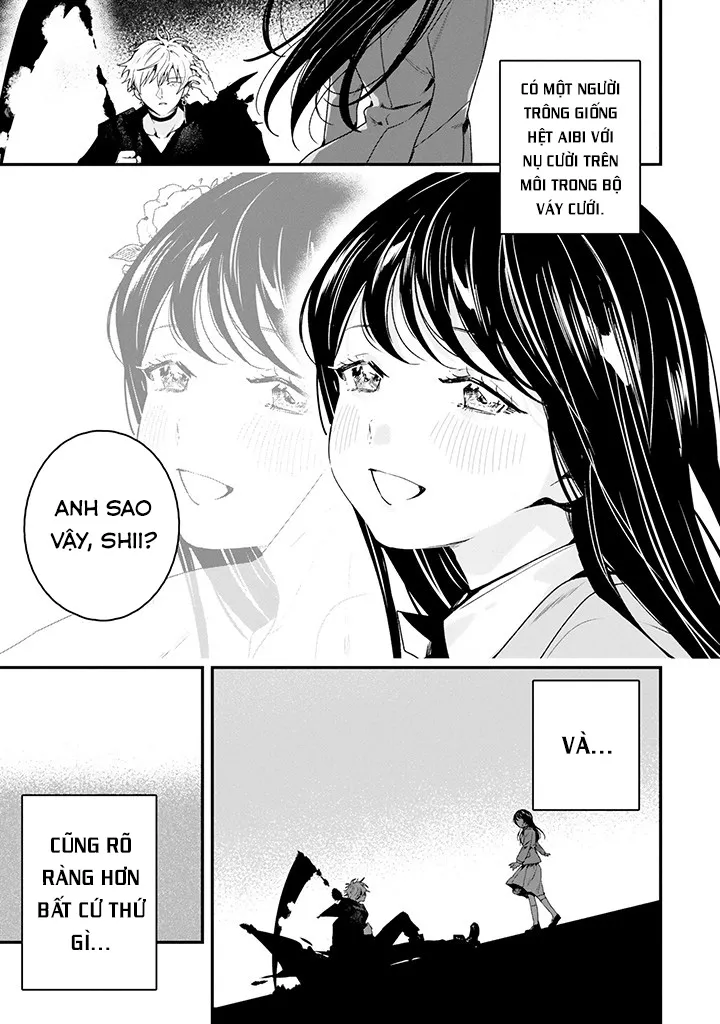 CÓ MỘT NGƯỜI
TRÔNG GIỐNG
HỆT AIBI VỚI
NỤ CƯỜI TRÊN
MÔI TRONG BỘ
VÁY CƯỚI.
ANH SAO
VẬY, SHII?
VÀ...
CŨNG RÕ
RÀNG HƠN
BẤT CỨ THỨ
GÌ...